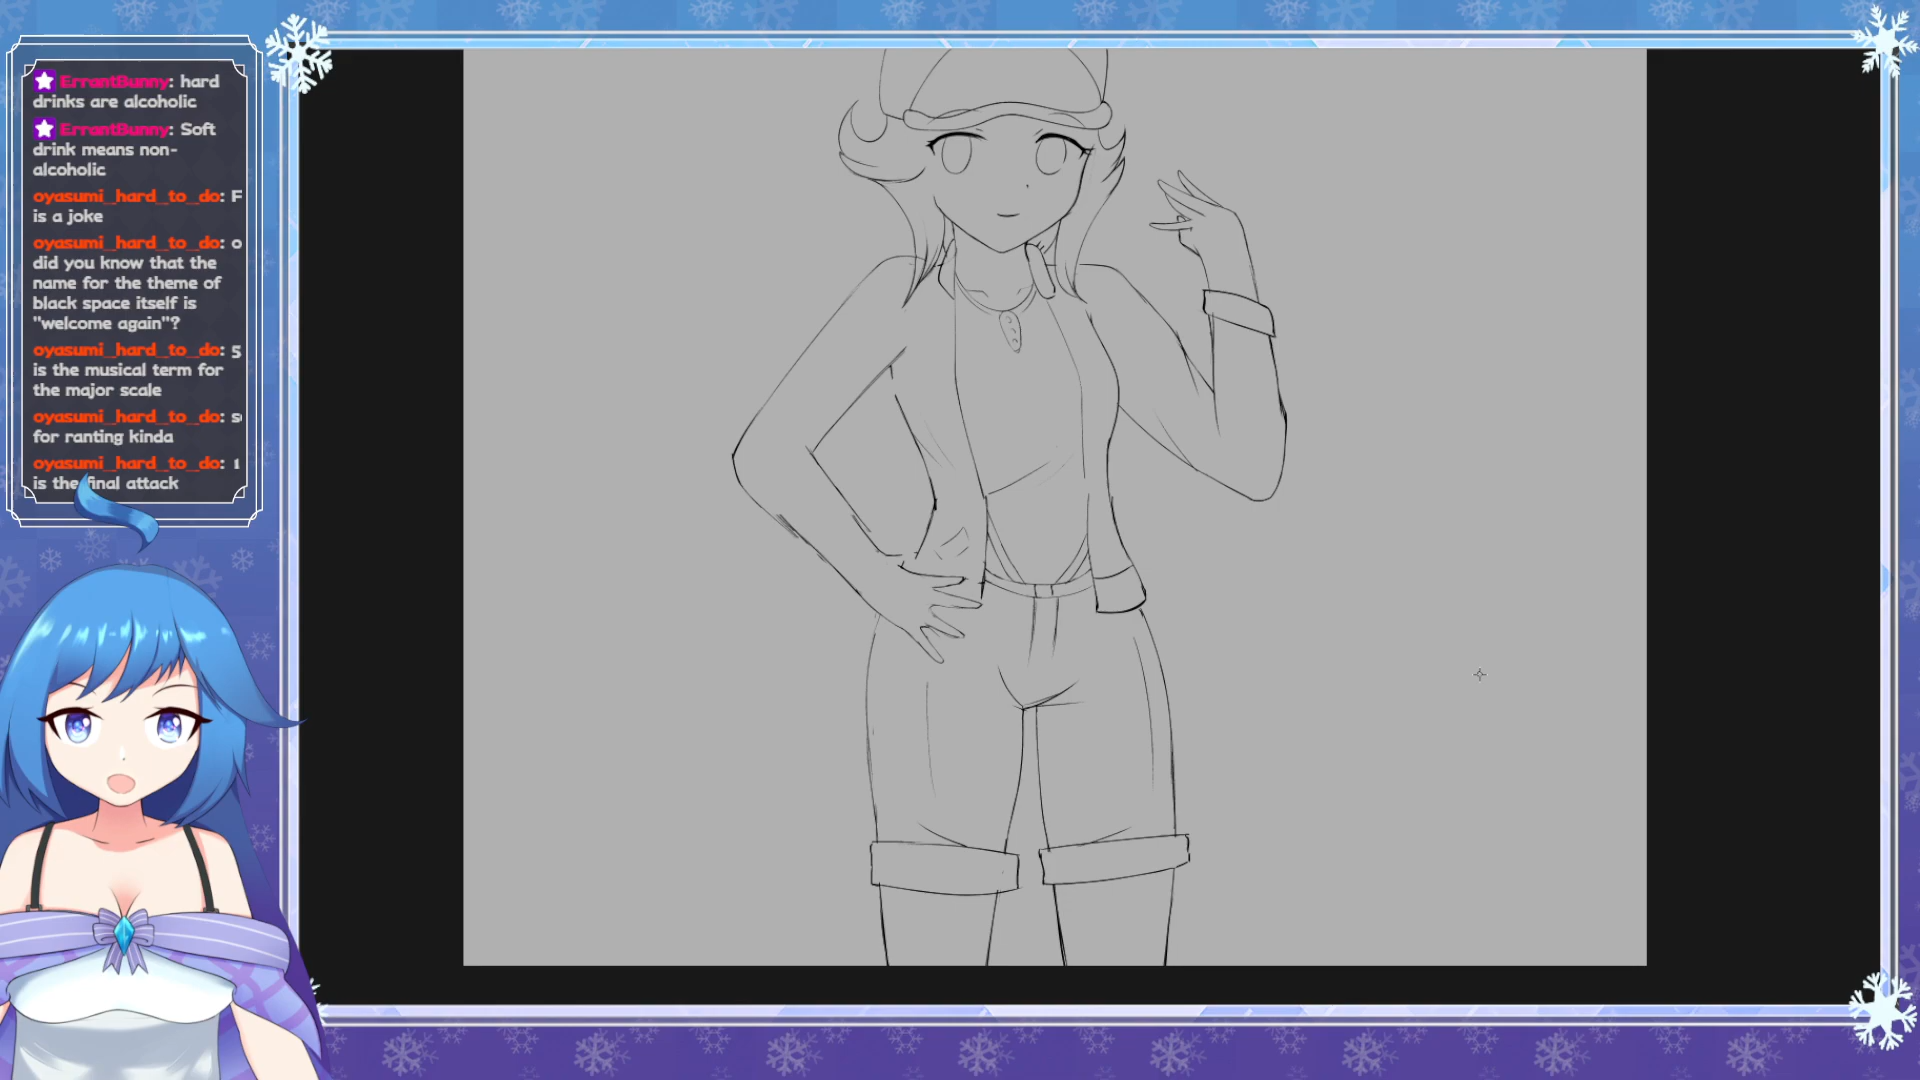 ErrantBunny: hard
drinks are alcoholic
ErrantBunny: Soft
drink means non-
alcoholic
oyasumi_hard_to_do: F
is a joke
oyasumi_hard_to_do: o
did you know that the
name for the theme of
black space itself is
"welcome again"?
oyasumi_hard_to_do: 5
is the musical term for
the major scale
oyasumi_hard_to_do:
for ranting kinda
oyasumi_hard_to_do: 1
is the final attack